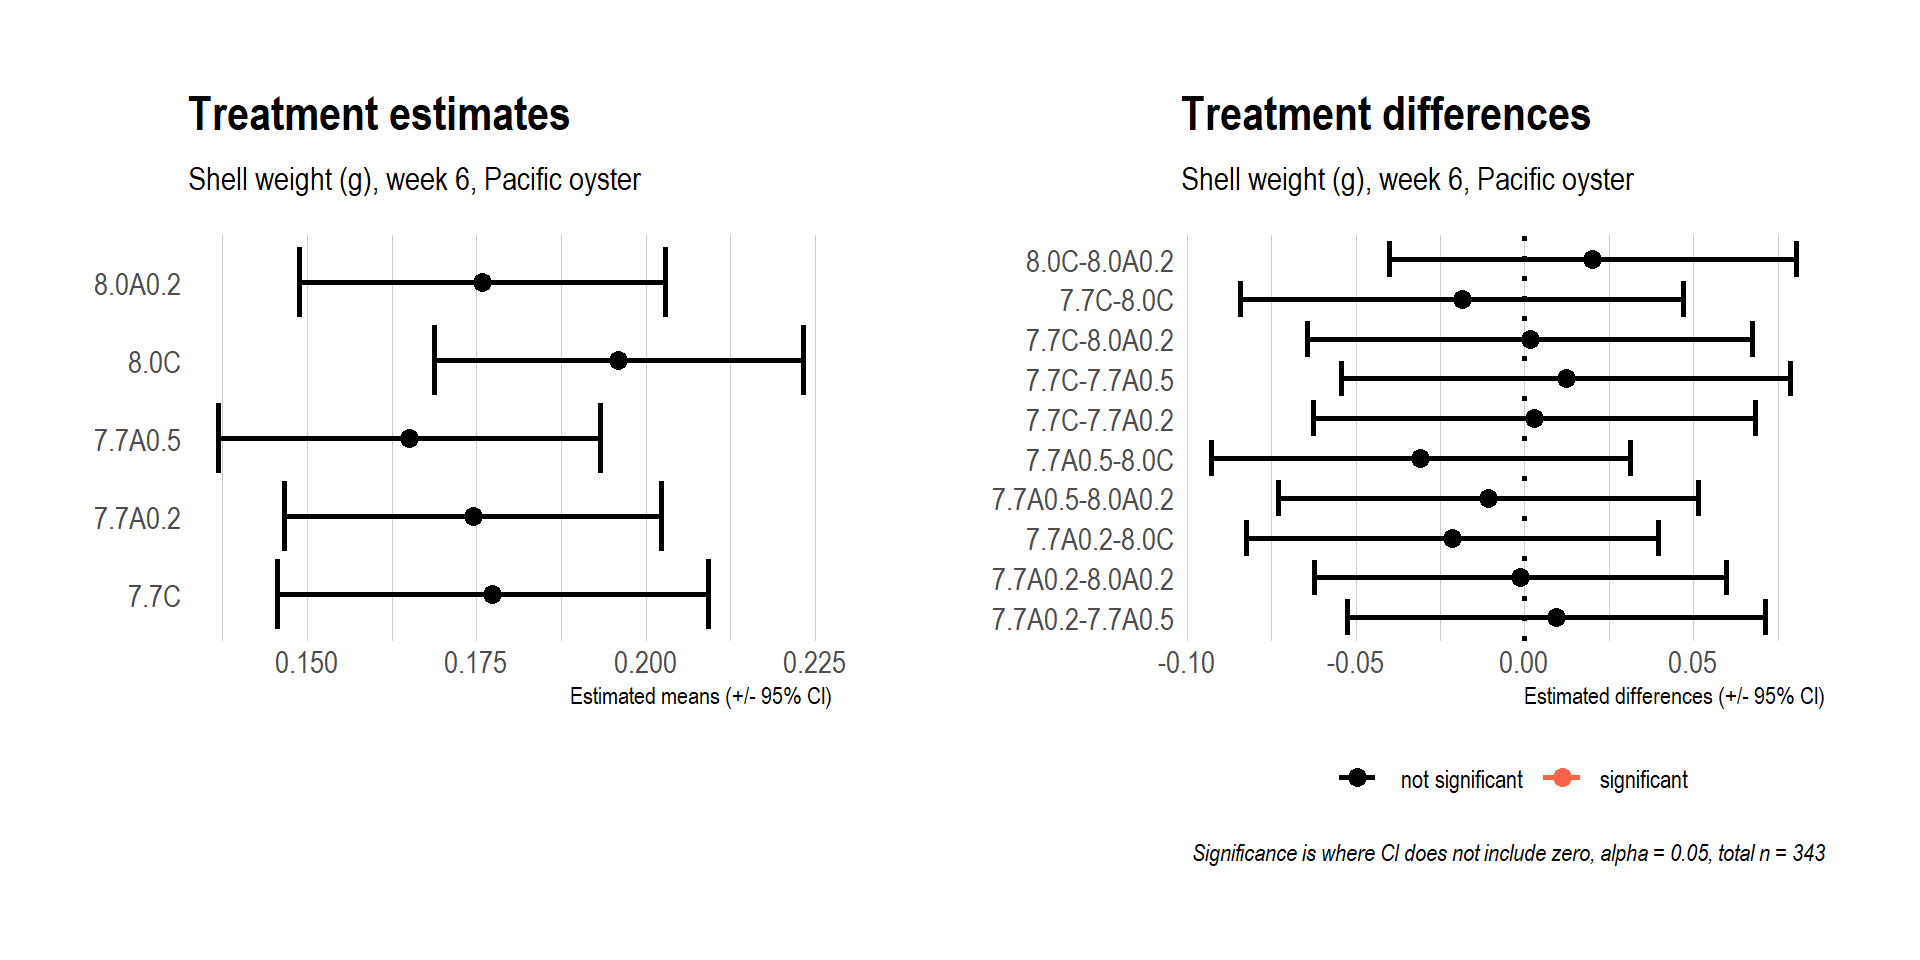 Treatment estimates
Shell weight (g), week 6, Pacific oyster
8.0A0.2
8.0C
7.7A0.5
7.7A0.2
7.7C
0.150 0.175 0.200 0.225
Estimated means (+/- 95% CI)
Treatment differences
Shell weight (g), week 6, Pacific oyster
8.0C-8.0A0.2
7.7C-8.0C
7.7C-8.0A0.2
7.7C-7.7A0.5
7.7C-7.7A0.2
7.7A0.5-8.0C
7.7A0.5-8.0A0.2
7.7A0.2-8.0C
7.7A0.2-8.0A0.2
7.7A0.2-7.7A0.5
-0.10 -0.05 0.00 0.05
Estimated differences (+/- 95% CI)
not significant significant
Significance is where CI does not include zero, alpha = 0.05, total n = 343